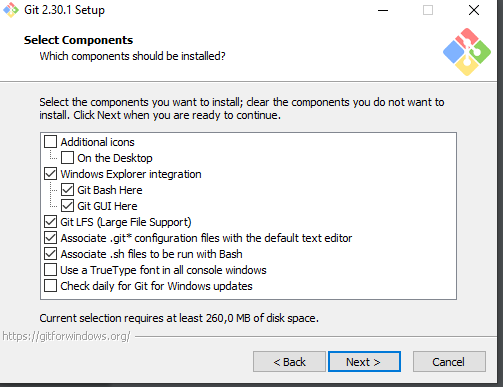 Git 2.30.1 Setup
Select Components
Which components should be installed?
Select the components you want to install; clear the components you do not want to
install. Click Next when you are ready to continue.
Additional icons
On the Desktop
Windows Explorer integration
Git Bash Here
Git GUI Here
Git LFS (Large File Support)
Associate .git* configuration files with the default text editor
Associate .sh files to be run with Bash
Use a TrueType font in all console windows
Check daily for Git for Windows updates
Current selection requires at least 260,0 MB of disk space.
https://gitforwindows.org/
< Back
Next >
Cancel